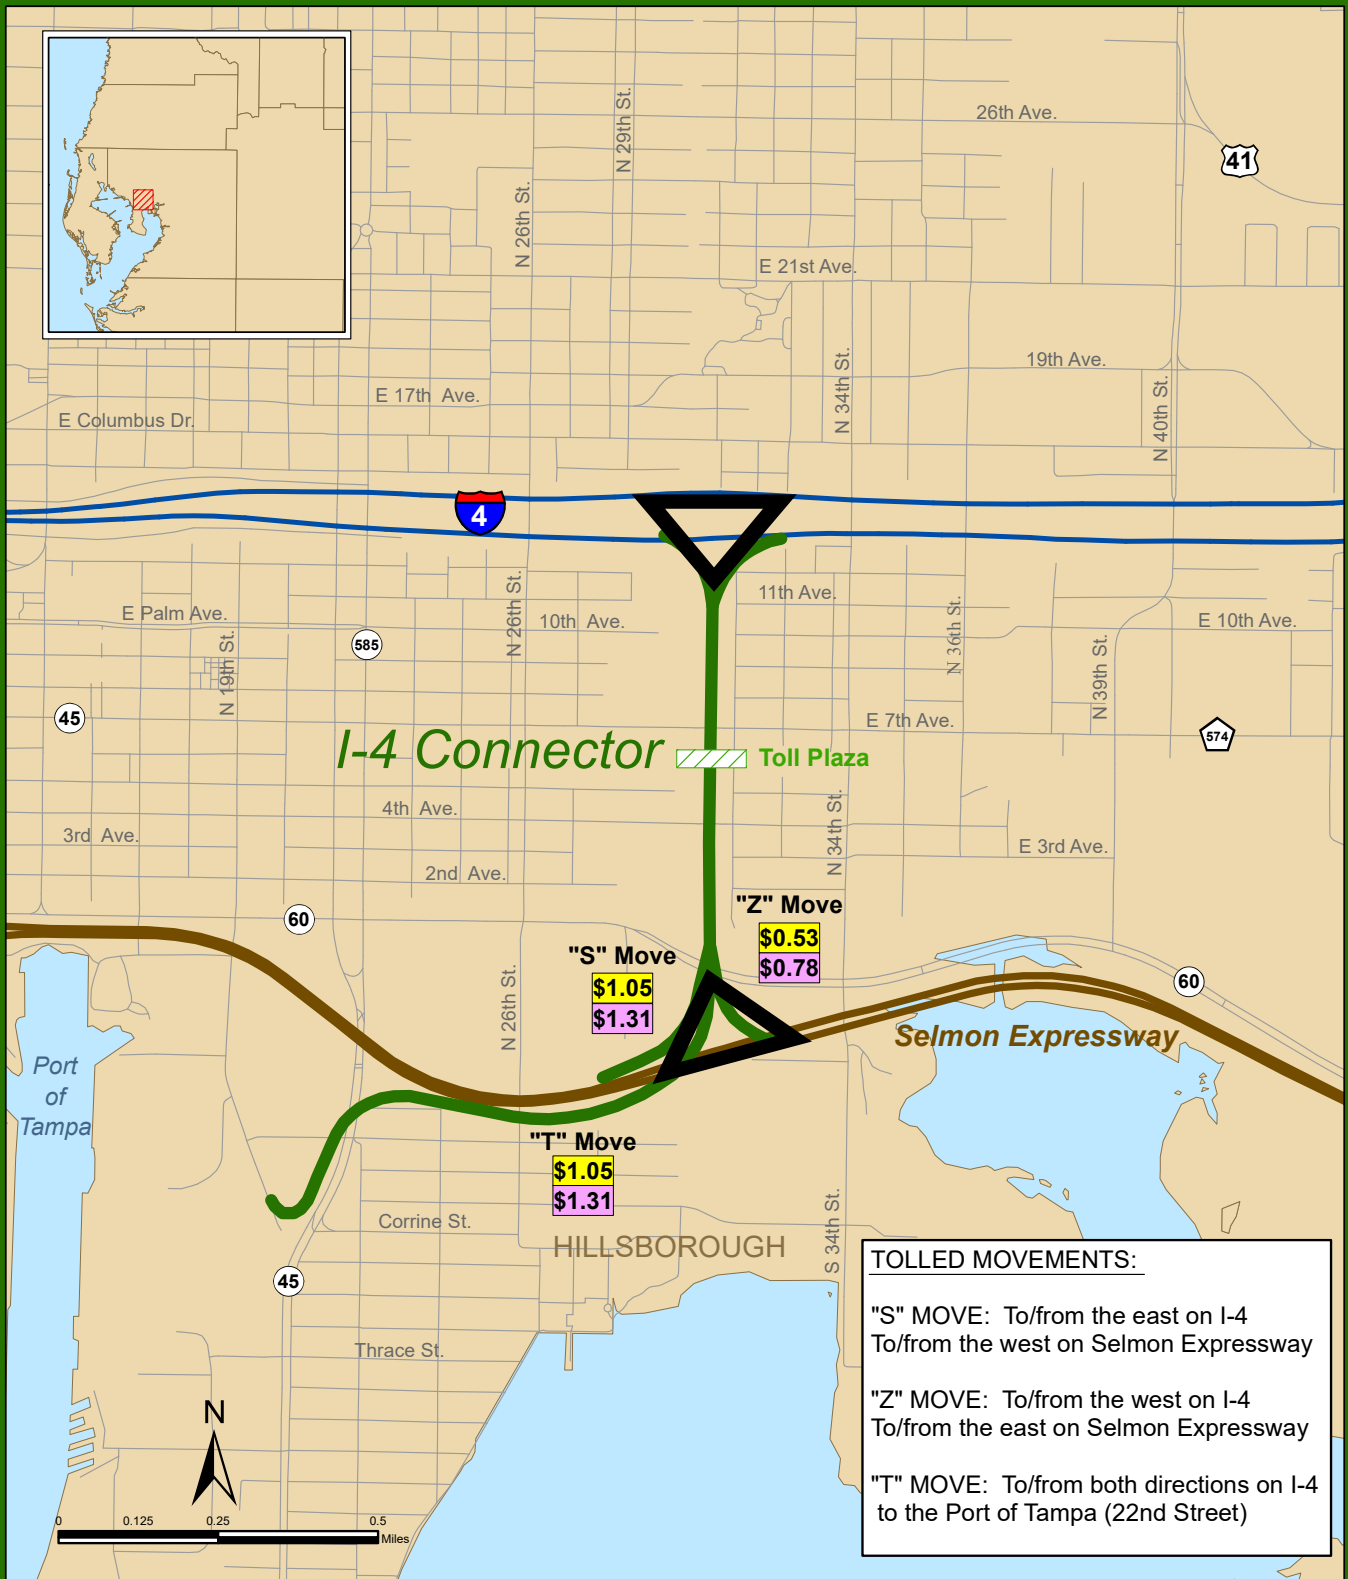 26th Ave.
41
N 29th St.
N 26th St.
E 21st Ave.
19th Ave.
N 34th St.
N 40th St.
E 17th Ave.
E Columbus Dr.
4
11th Ave.
E Palm Ave.
10th Ave.
E 10th Ave.
N 26th St.
N 36th St.
585
N 19th St.
N 39th St.
45
E 7th Ave.
574
I-4 Connector
Toll Plaza
4th Ave.
N 34th St.
3rd Ave.
E 3rd Ave.
2nd Ave.
60
"Z" Move
$0.53
$0.78
"S" Move
$1.05
$1.31
N 26th St.
60
Selmon Expressway
Port
of
Tampa
"T" Move
$1.05
$1.31
Corrine St.
S 34th St.
HILLSBOROUGH
45
Thrace St.
TOLLED MOVEMENTS:
"S" MOVE: To/from the east on I-4
To/from the west on Selmon Expressway
"Z" MOVE: To/from the west on I-4
To/from the east on Selmon Expressway
"T" MOVE: To/from both directions on I-4
to the Port of Tampa (22nd Street)
N
0 0.125 0.25 0.5
Miles